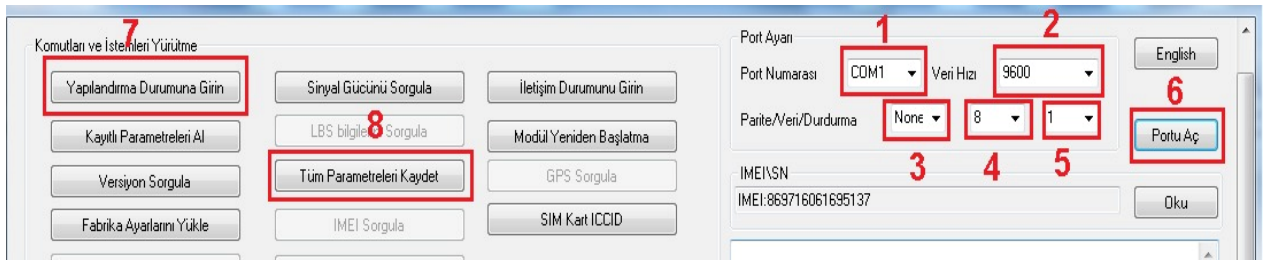 7
Komutları ve İstemleri Yürütme
Yapılandırma Durumuna Girin
Sinyal Gücünü Sorgula
İletişim Durumunu Girin
Kayıtlı Parametreleri Al
LBS bilgileri Sorgula
8
Modül Yeniden Başlatma
Versiyon Sorgula
Tüm Parametreleri Kaydet
GPS Sorgula
Fabrika Ayarlarını Yükle
IMEI Sorgula
SIM Kart ICCID
Port Ayarı
1
2
Port Numarası COM1 Veri Hızı 9600
English
6
Parite/Veri/Durdurma None 8 1
Portu Aç
3 4 5
IMEI\SN
IMEI:869716061695137
Oku